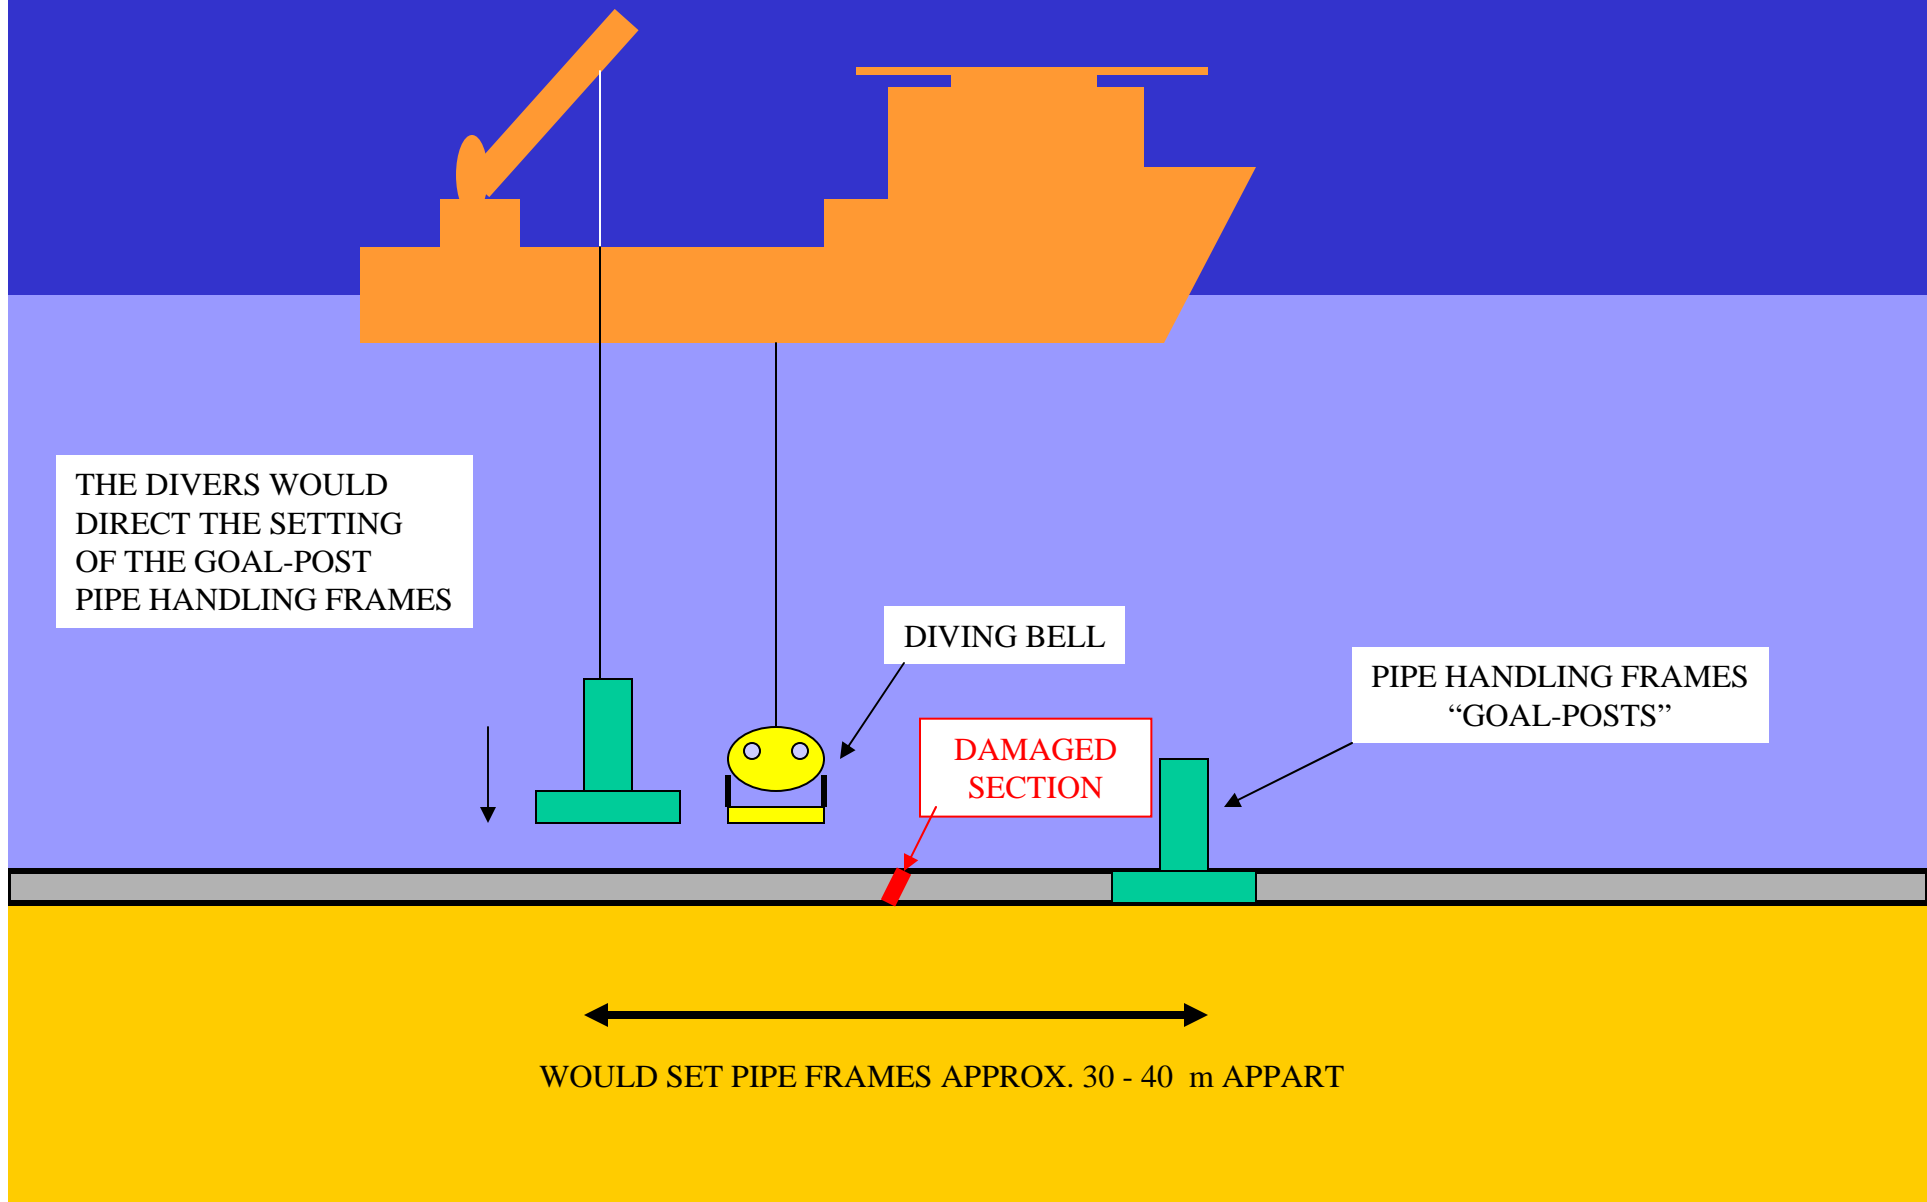 THE DIVERS WOULD
DIRECT THE SETTING
OF THE GOAL-POST
PIPE HANDLING FRAMES
DIVING BELL
PIPE HANDLING FRAMES
“GOAL-POSTS”
DAMAGED
SECTION
WOULD SET PIPE FRAMES APPROX. 30 - 40 m APPART